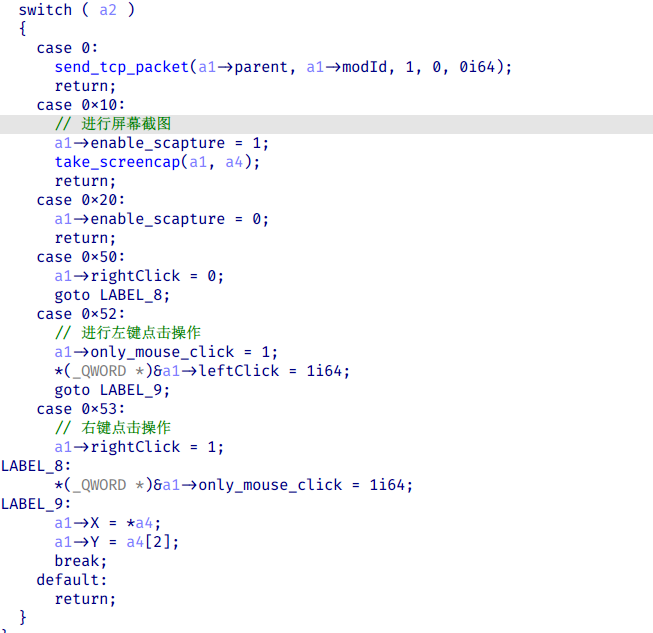 switch ( a2 )
{
case 0:
send_tcp_packet(a1->parent, a1->modId, 1, 0, 0i64);
return;
case 0×10:
// 进行屏幕截图
a1->enable_scapture = 1;
take_screencap(a1, a4);
return;
case 0×20:
a1->enable_scapture = 0;
return;
case 0×50:
a1->rightClick = 0;
goto LABEL_8;
case 0×52:
// 进行左键点击操作
a1->only_mouse_click = 1;
*(_QWORD *)&a1->leftClick = 1i64;
goto LABEL_9;
case 0×53:
// 右键点击操作
a1->rightClick = 1;
LABEL_8:
*(_QWORD *)&a1->only_mouse_click = 1i64;
LABEL_9:
a1->X = *a4;
a1->Y = a4[2];
break;
default:
return;
}